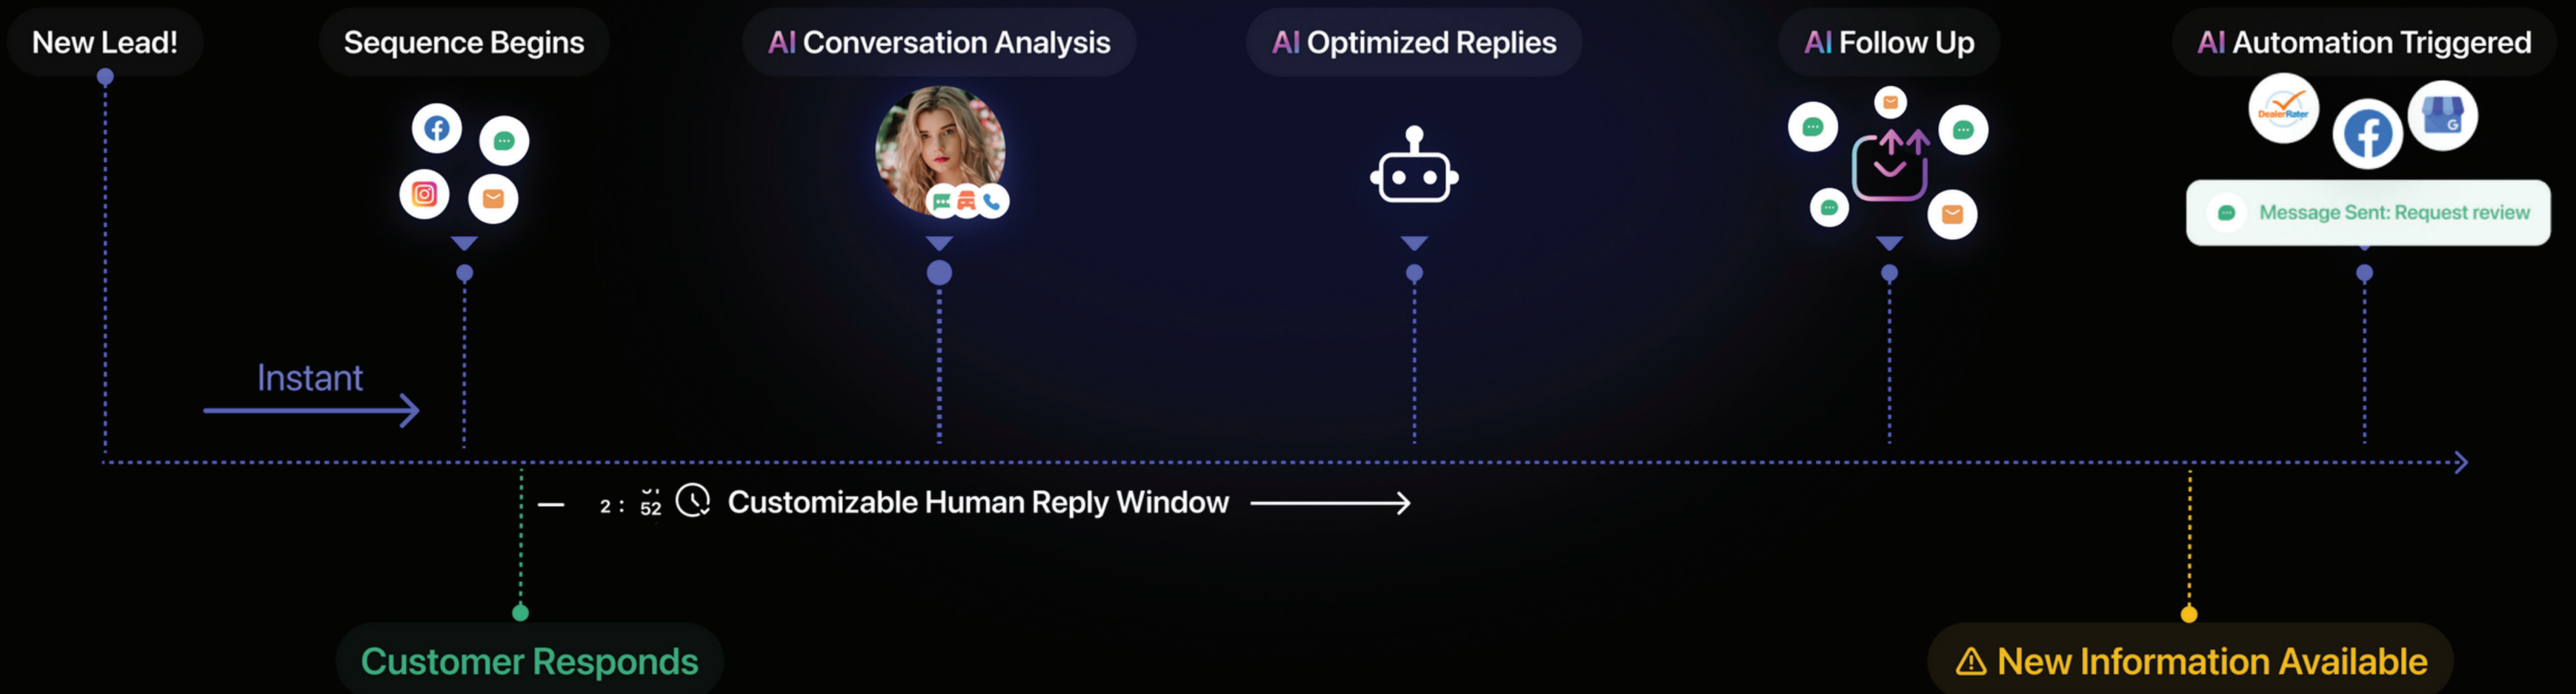 New Lead!
Sequence Begins
AI Conversation Analysis
AI Optimized Replies
AI Follow Up
AI Automation Triggered
DealerRater
G
Message Sent: Request review
Instant
2 : 52
Customizable Human Reply Window
Customer Responds
New Information Available